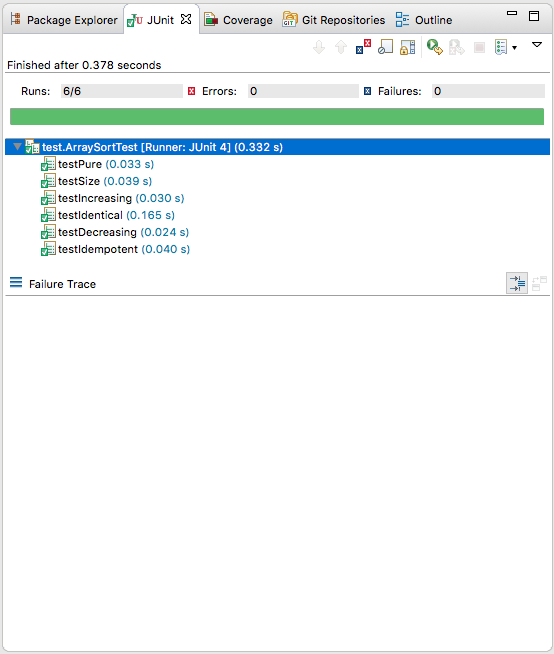 Package Explorer JUnit Coverage Git Repositories Outline
Finished after 0.378 seconds
Runs: 6/6 Errors: 0 Failures: 0
test.ArraySortTest [Runner: JUnit 4] (0.332 s)
testPure (0.033 s)
testSize (0.039 s)
testIncreasing (0.030 s)
testIdentical (0.165 s)
testDecreasing (0.024 s)
testIdempotent (0.040 s)
Failure Trace